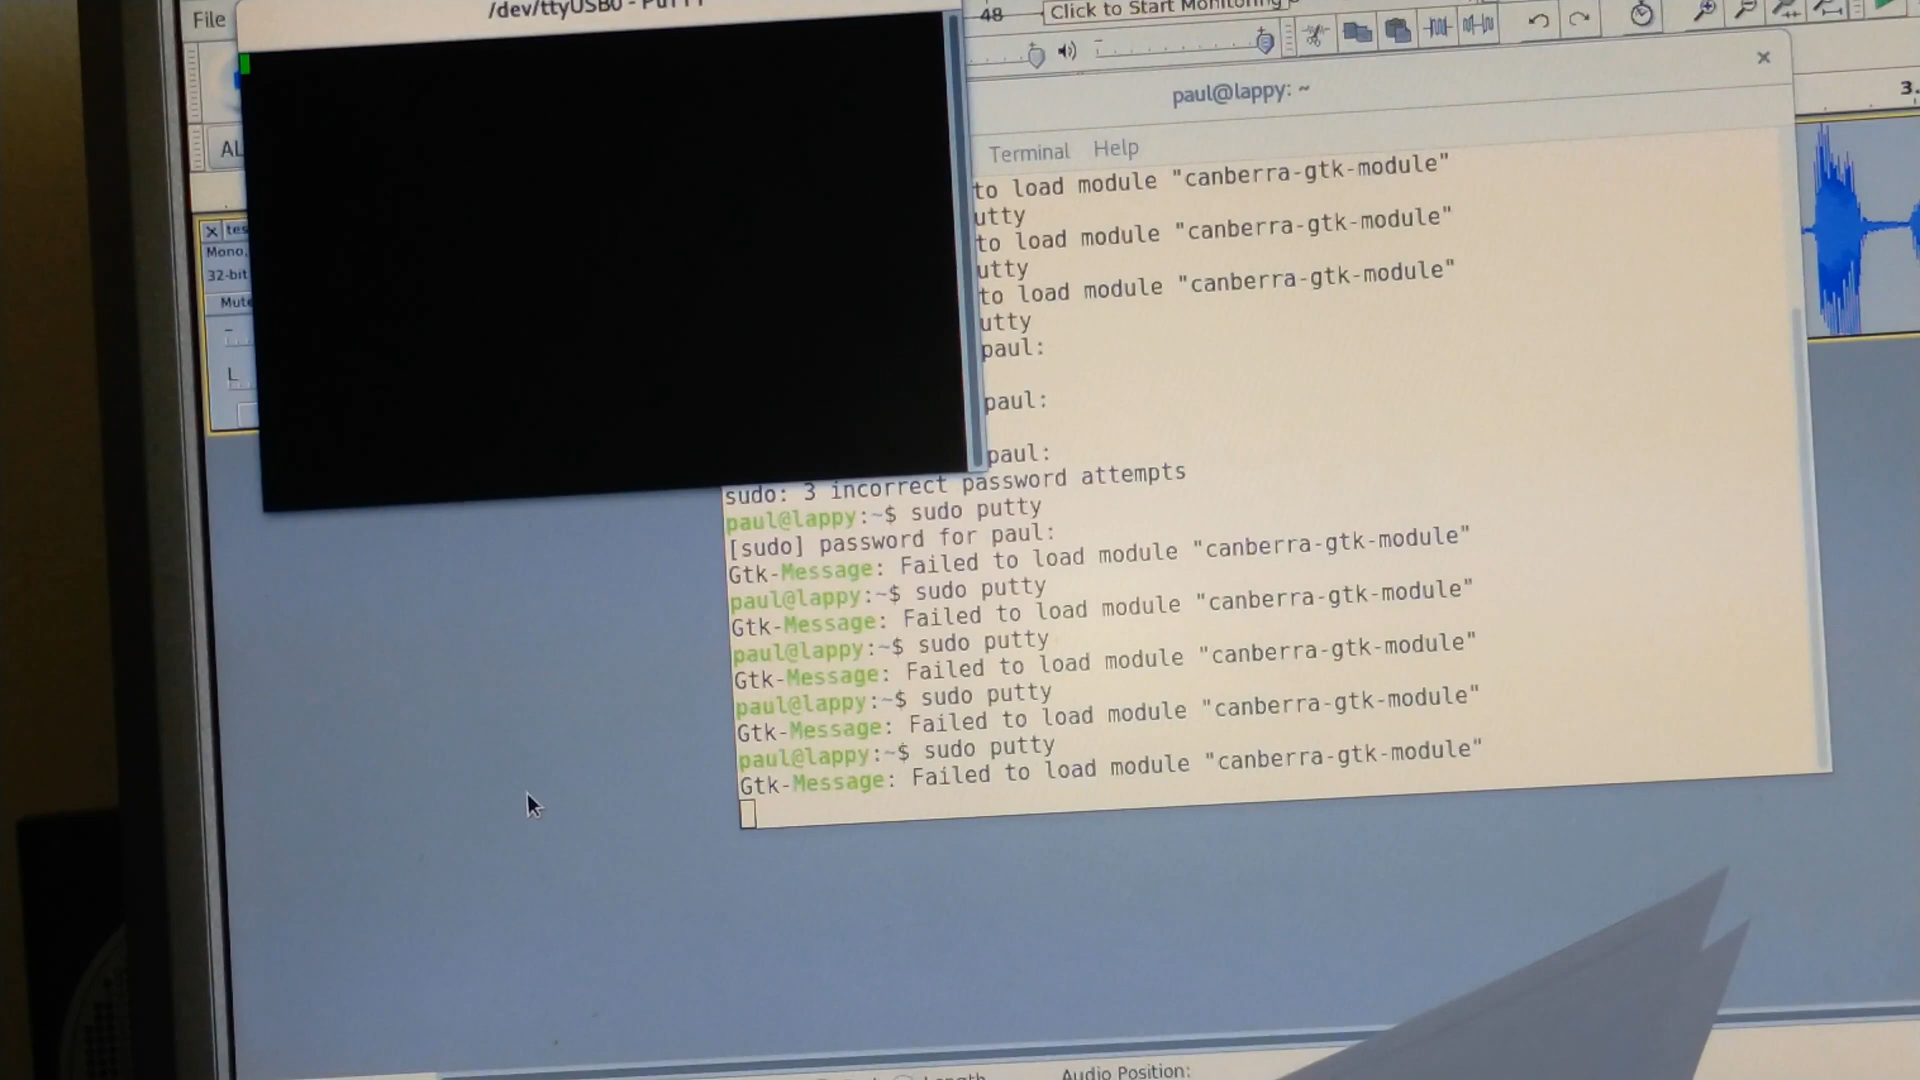 File
/dev/ttyUSB0 - PuTTY
48
Click to Start Monitoring
3.
paul@lappy: ~
Terminal Help
tes
Mono,
32-bit
Mute
-
L
to load module "canberra-gtk-module"
utty
to load module "canberra-gtk-module"
utty
to load module "canberra-gtk-module"
utty
paul:
paul:
paul:
sudo: 3 incorrect password attempts
paul@lappy:~$ sudo putty
[sudo] password for paul:
Gtk-Message: Failed to load module "canberra-gtk-module"
paul@lappy:~$ sudo putty
Gtk-Message: Failed to load module "canberra-gtk-module"
paul@lappy:~$ sudo putty
Gtk-Message: Failed to load module "canberra-gtk-module"
paul@lappy:~$ sudo putty
Gtk-Message: Failed to load module "canberra-gtk-module"
paul@lappy:~$ sudo putty
Gtk-Message: Failed to load module "canberra-gtk-module"
Length
Audio Position: